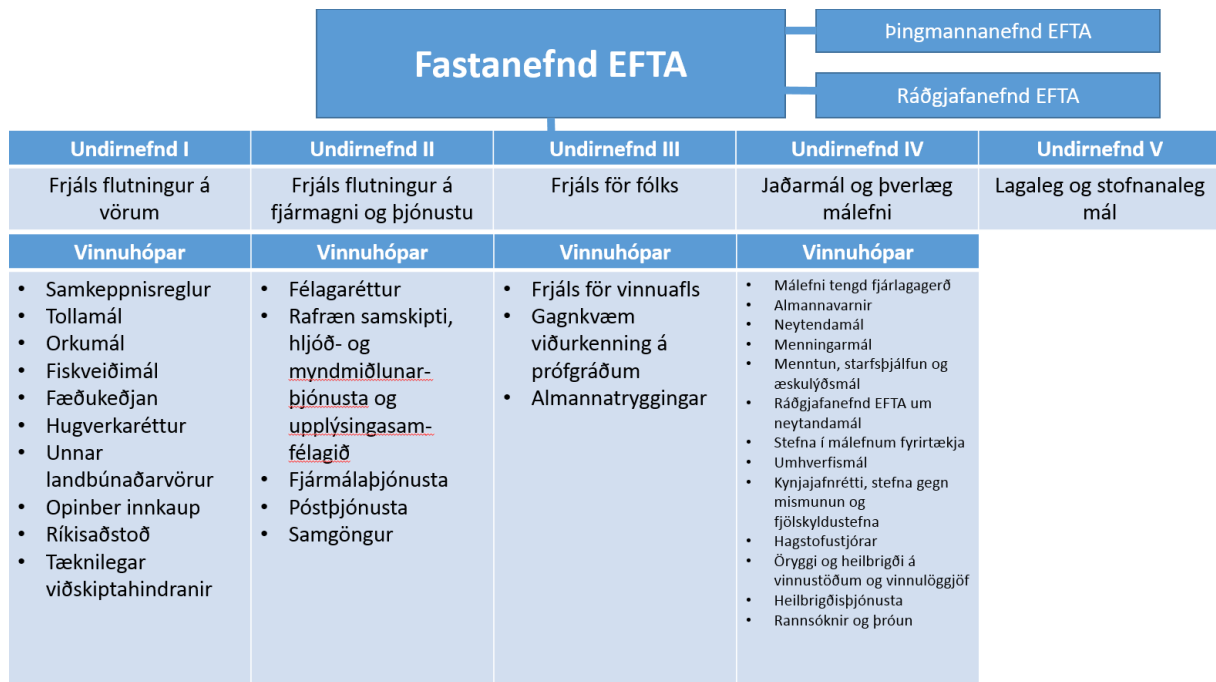 Fastanefnd EFTA
Þingmannanefnd EFTA
Ráðgjafanefnd EFTA
Undirnefnd I
Frjáls flutningur á
vörum
Undirnefnd II
Frjáls flutningur á
fjármagni og þjónustu
Undirnefnd III
Frjáls för fólks
Undirnefnd IV
Jaðarmál og þverlæg
málefni
Undirnefnd V
Lagaleg og stofnanaleg
mál
Vinnuhópar
• Samkeppnisreglur
• Tollamál
• Orkumál
• Fiskveiðimál
• Fæðukeðjan
• Hugverkaréttur
• Unnar
landbúnaðarvörur
• Opinber innkaup
• Ríkisaðstoð
• Tæknilegar
viðskiptahindranir
Vinnuhópar
• Félagaréttur
• Rafræn samskipti,
hljóð- og
myndmiðlunar-
þjónusta og
upplýsingasam-
félagið
• Fjármálaþjónusta
• Póstþjónusta
• Samgöngur
Vinnuhópar
• Frjáls för vinnuafls
• Gagnkvæm
viðurkenning á
prófgráðum
• Almannatryggingar
Vinnuhópar
• Málefni tengd fjárlagagerð
• Almannavarnir
• Neytendamál
• Menningarmál
• Menntun, starfsþjálfun og
æskulýðsmál
• Ráðgjafanefnd EFTA um
neytandamál
• Stefna í málefnum fyrirtækja
• Umhverfismál
• Kynjajafnrétti, stefna gegn
mismunun og
fjölskyldustefna
• Hagstofustjórar
• Öryggi og heilbrigði á
vinnustöðum og vinnulöggjöf
• Heilbrigðisþjónusta
• Rannsóknir og þróun